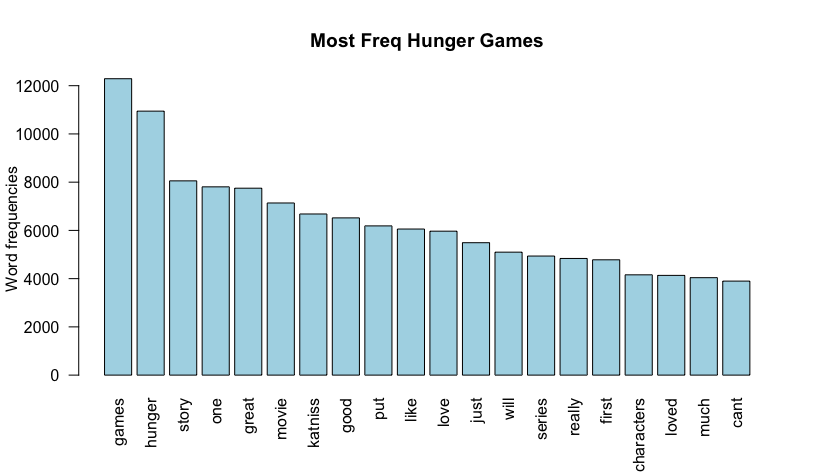 Most Freq Hunger Games
Word frequencies
12000
10000
8000
6000
4000
2000
0
games
hunger
story
one
great
movie
katniss
good
put
like
love
just
will
series
really
first
characters
loved
much
cant